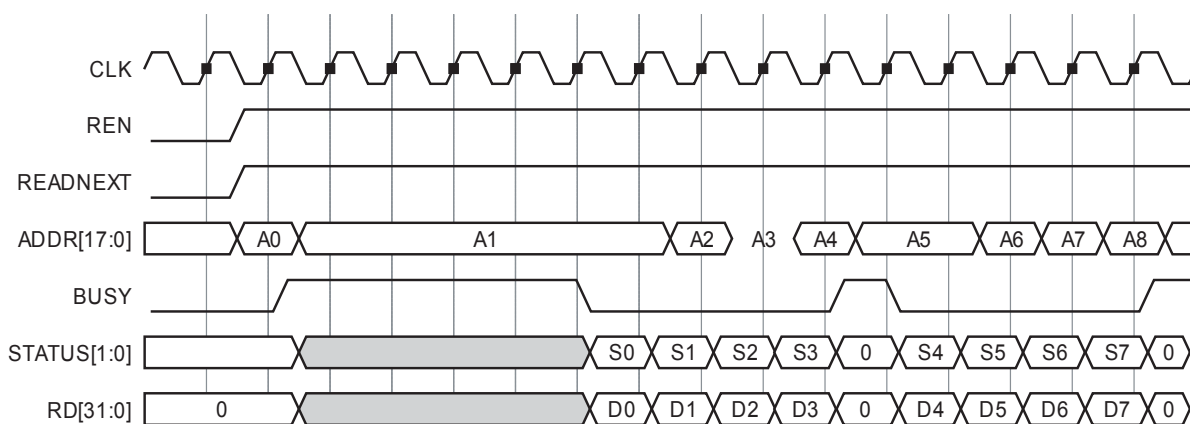 CLK
REN
READNEXT
ADDR[17:0] A0 A1 A2 A3 A4 A5 A6 A7 A8
BUSY
STATUS[1:0] S0 S1 S2 S3 0 S4 S5 S6 S7 0
RD[31:0] 0 D0 D1 D2 D3 0 D4 D5 D6 D7 0